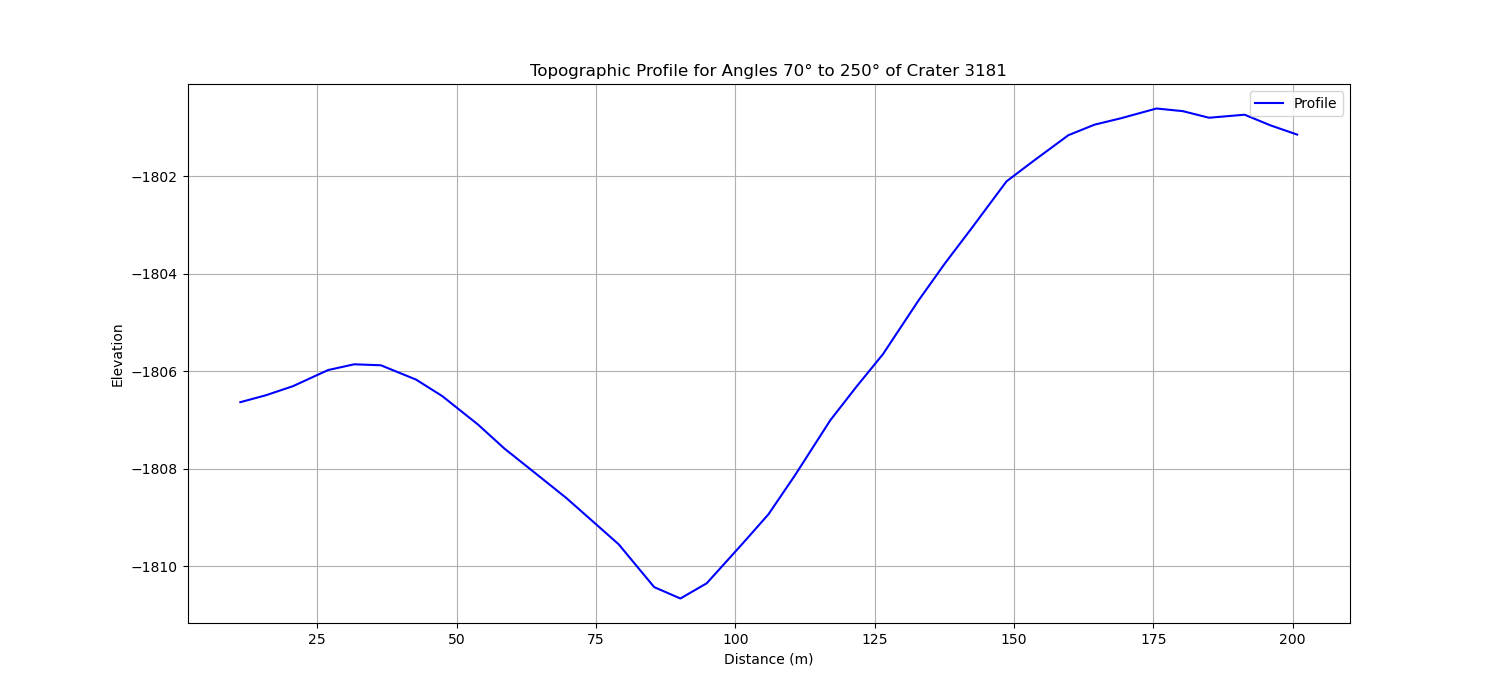 Topographic Profile for Angles 70° to 250° of Crater 3181
Profile
−1802
−1804
−1806
−1808
−1810
Elevation
25 50 75 100 125 150 175 200
Distance (m)